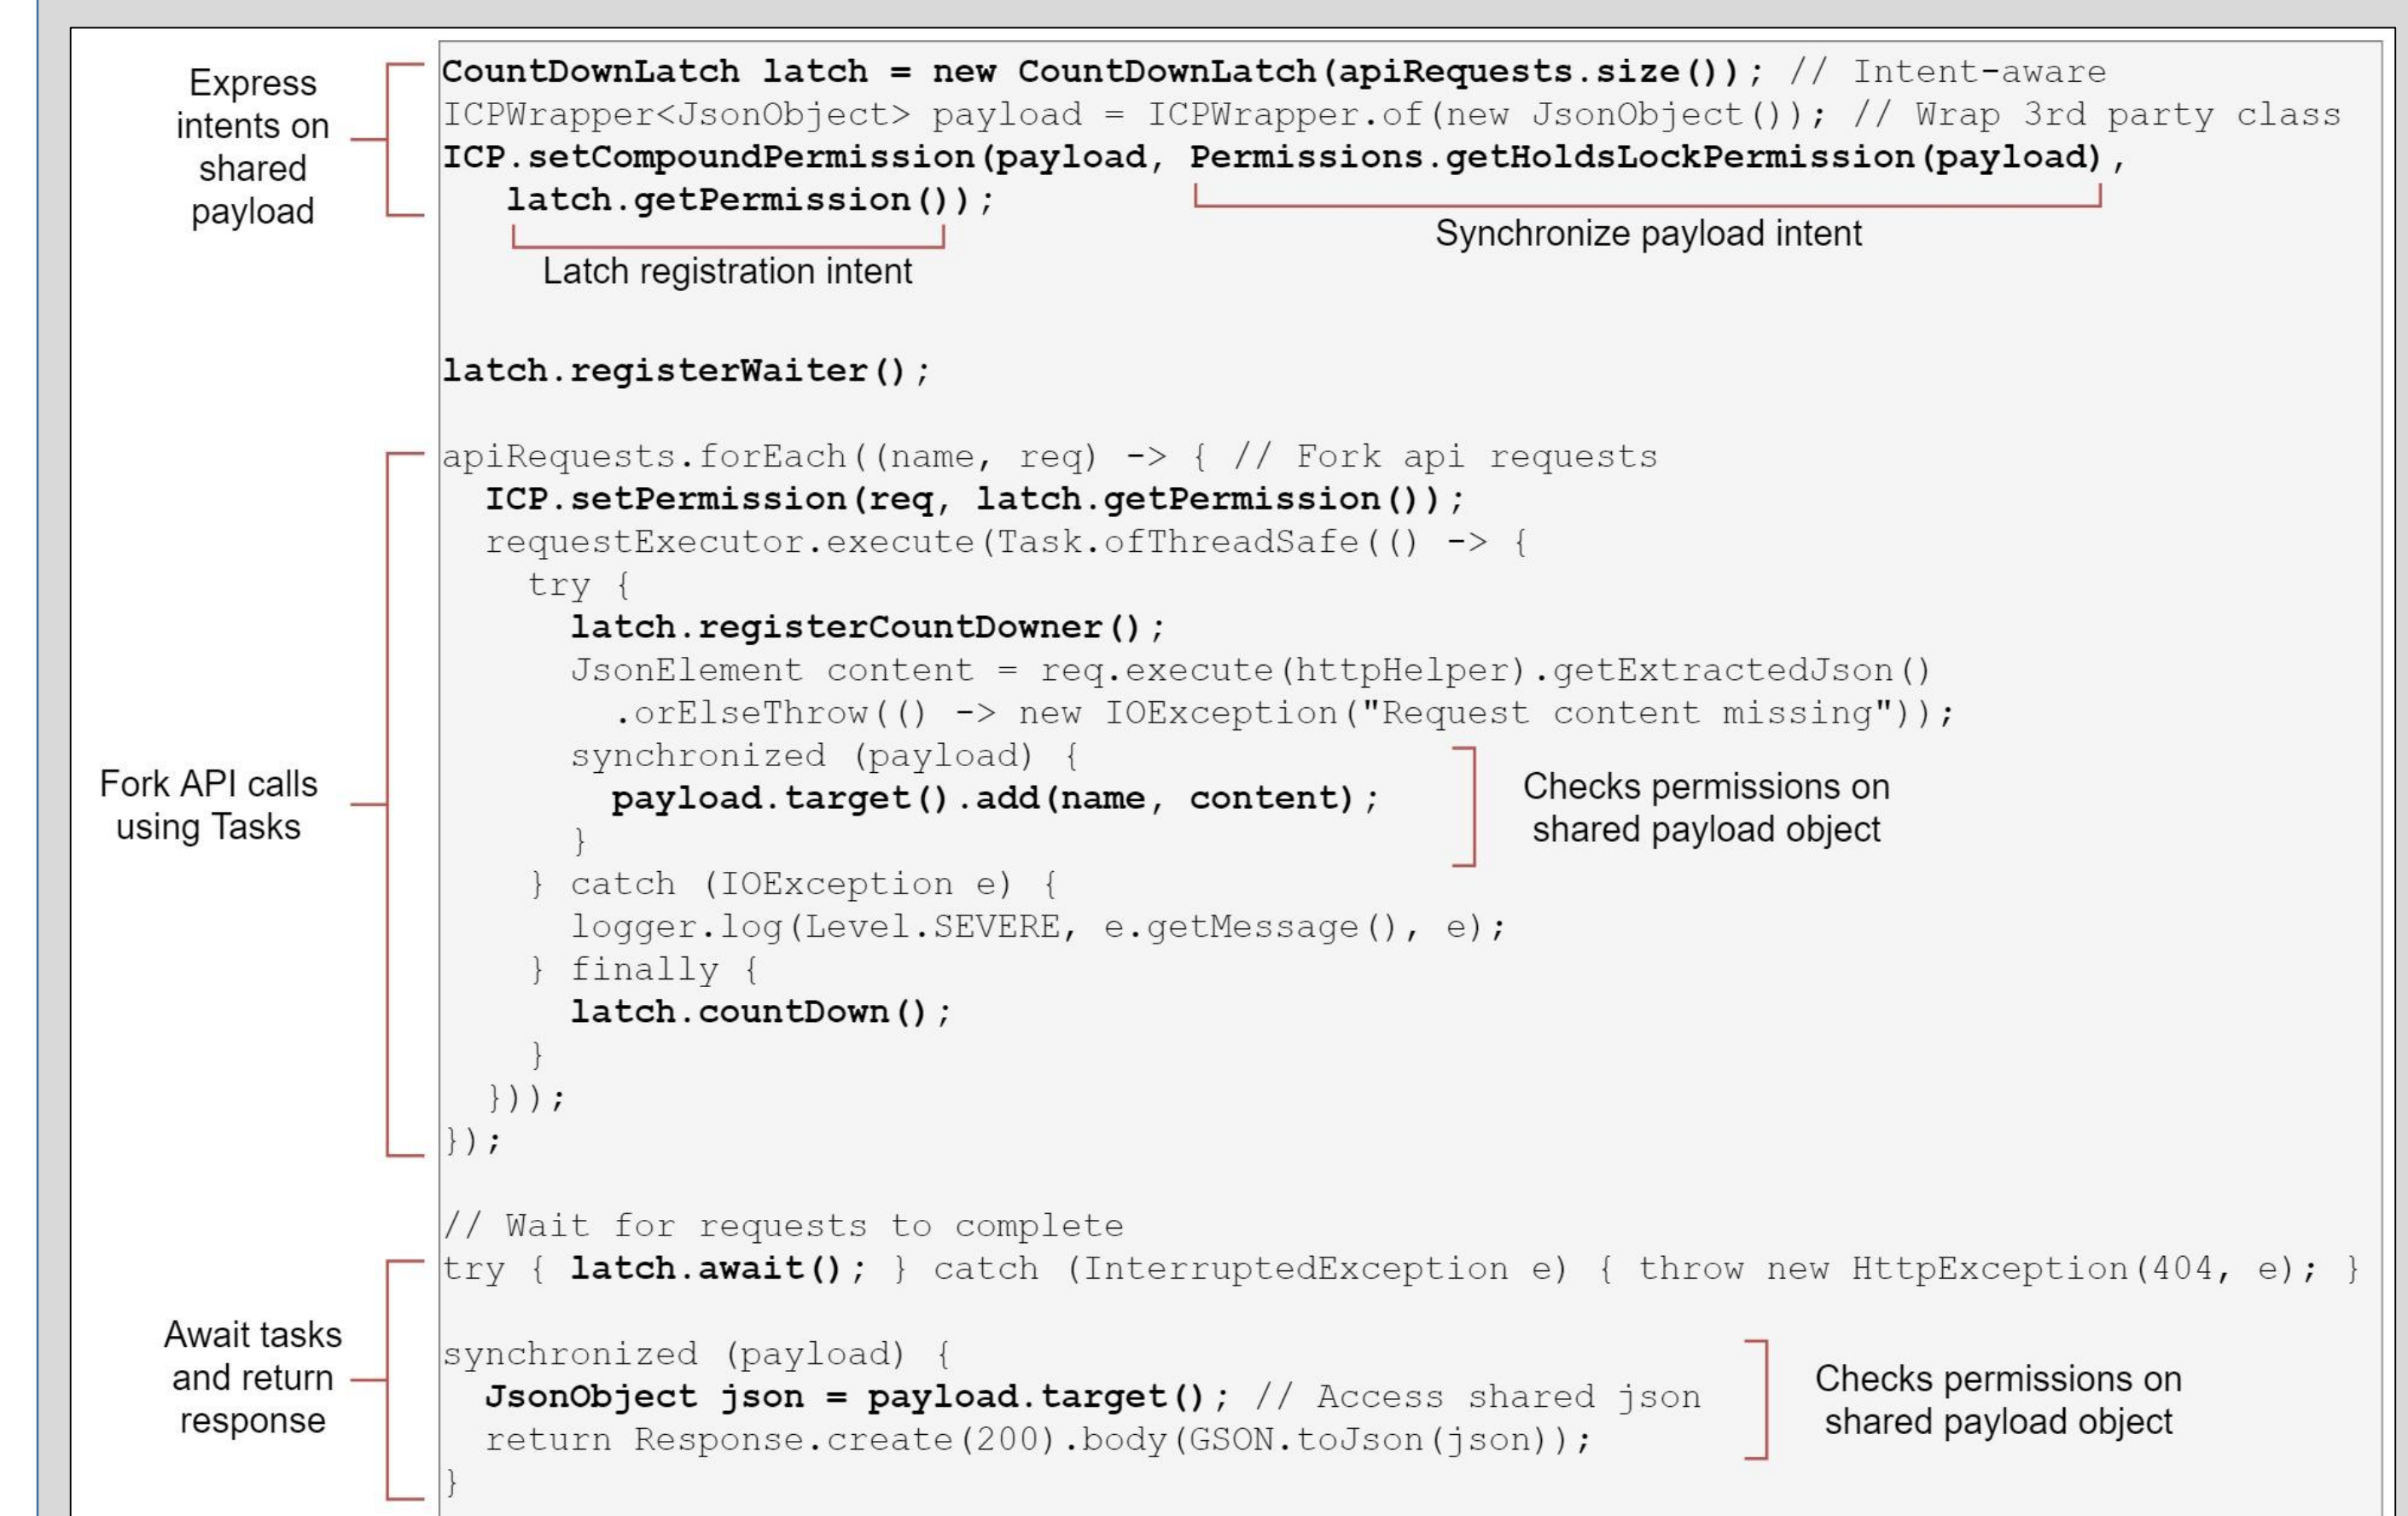 Express
intents on
shared
payload
CountDownLatch latch = new CountDownLatch(apiRequests.size()); // Intent-aware
ICPWrapper<JsonObject> payload = ICPWrapper.of(new JsonObject()); // Wrap 3rd party class
ICP.setCompoundPermission(payload, Permissions.getHoldsLockPermission(payload),
latch.getPermission());
Synchronize payload intent
Latch registration intent
latch.registerWaiter();
Fork API calls
using Tasks
apiRequests.forEach((name, req) -> { // Fork api requests
ICP.setPermission(req, latch.getPermission());
requestExecutor.execute(Task.ofThreadSafe(() -> {
try {
latch.registerCountDowner();
JsonElement content = req.execute(httpHelper).getExtractedJson()
.orElseThrow(() -> new IOException("Request content missing"));
synchronized (payload) {
payload.target().add(name, content);
}
Checks permissions on
shared payload object
} catch (IOException e) {
logger.log(Level.SEVERE, e.getMessage(), e);
} finally {
latch.countDown();
}
}));
});
// Wait for requests to complete
try { latch.await(); } catch (InterruptedException e) { throw new HttpException(404, e); }
Await tasks
and return
response
synchronized (payload) {
JsonObject json = payload.target(); // Access shared json
return Response.create(200).body(GSON.toJson(json));
}
Checks permissions on
shared payload object